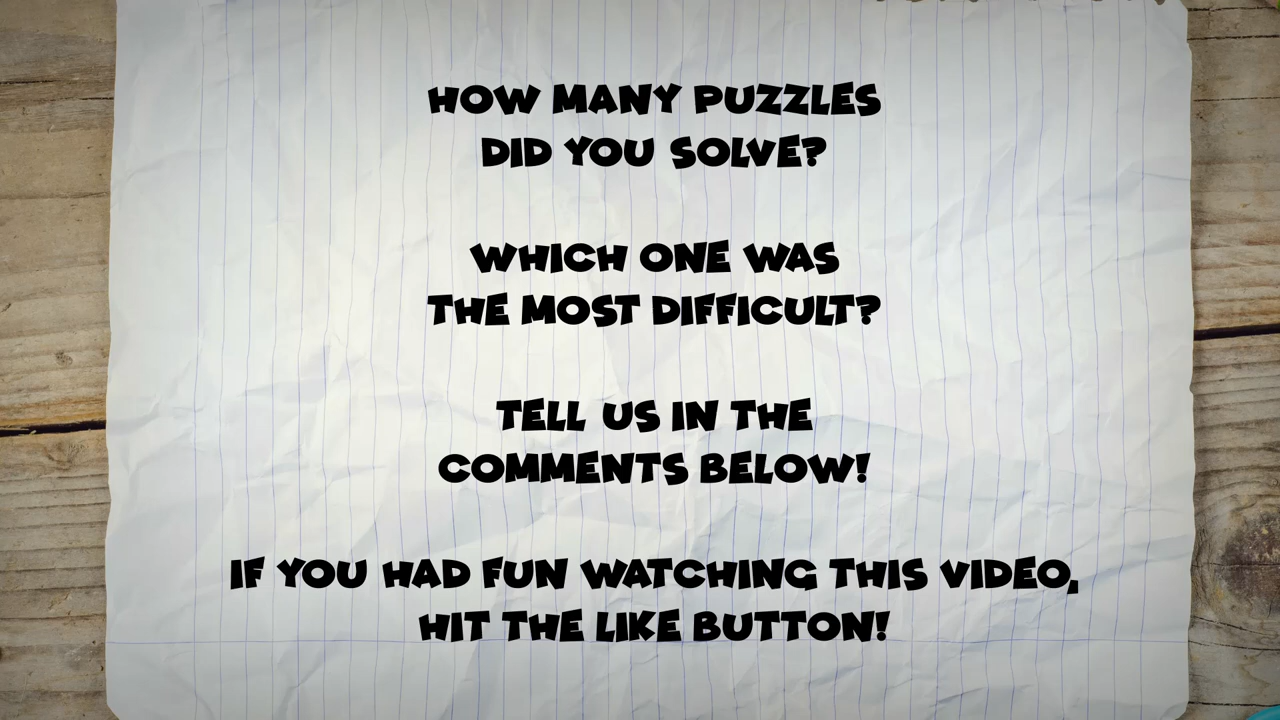 HOW MANY PUZZLES
DID YOU SOLVE?
WHICH ONE WAS
THE MOST DIFFICULT?
TELL US IN THE
COMMENTS BELOW!
IF YOU HAD FUN WATCHING THIS VIDEO,
HIT THE LIKE BUTTON!